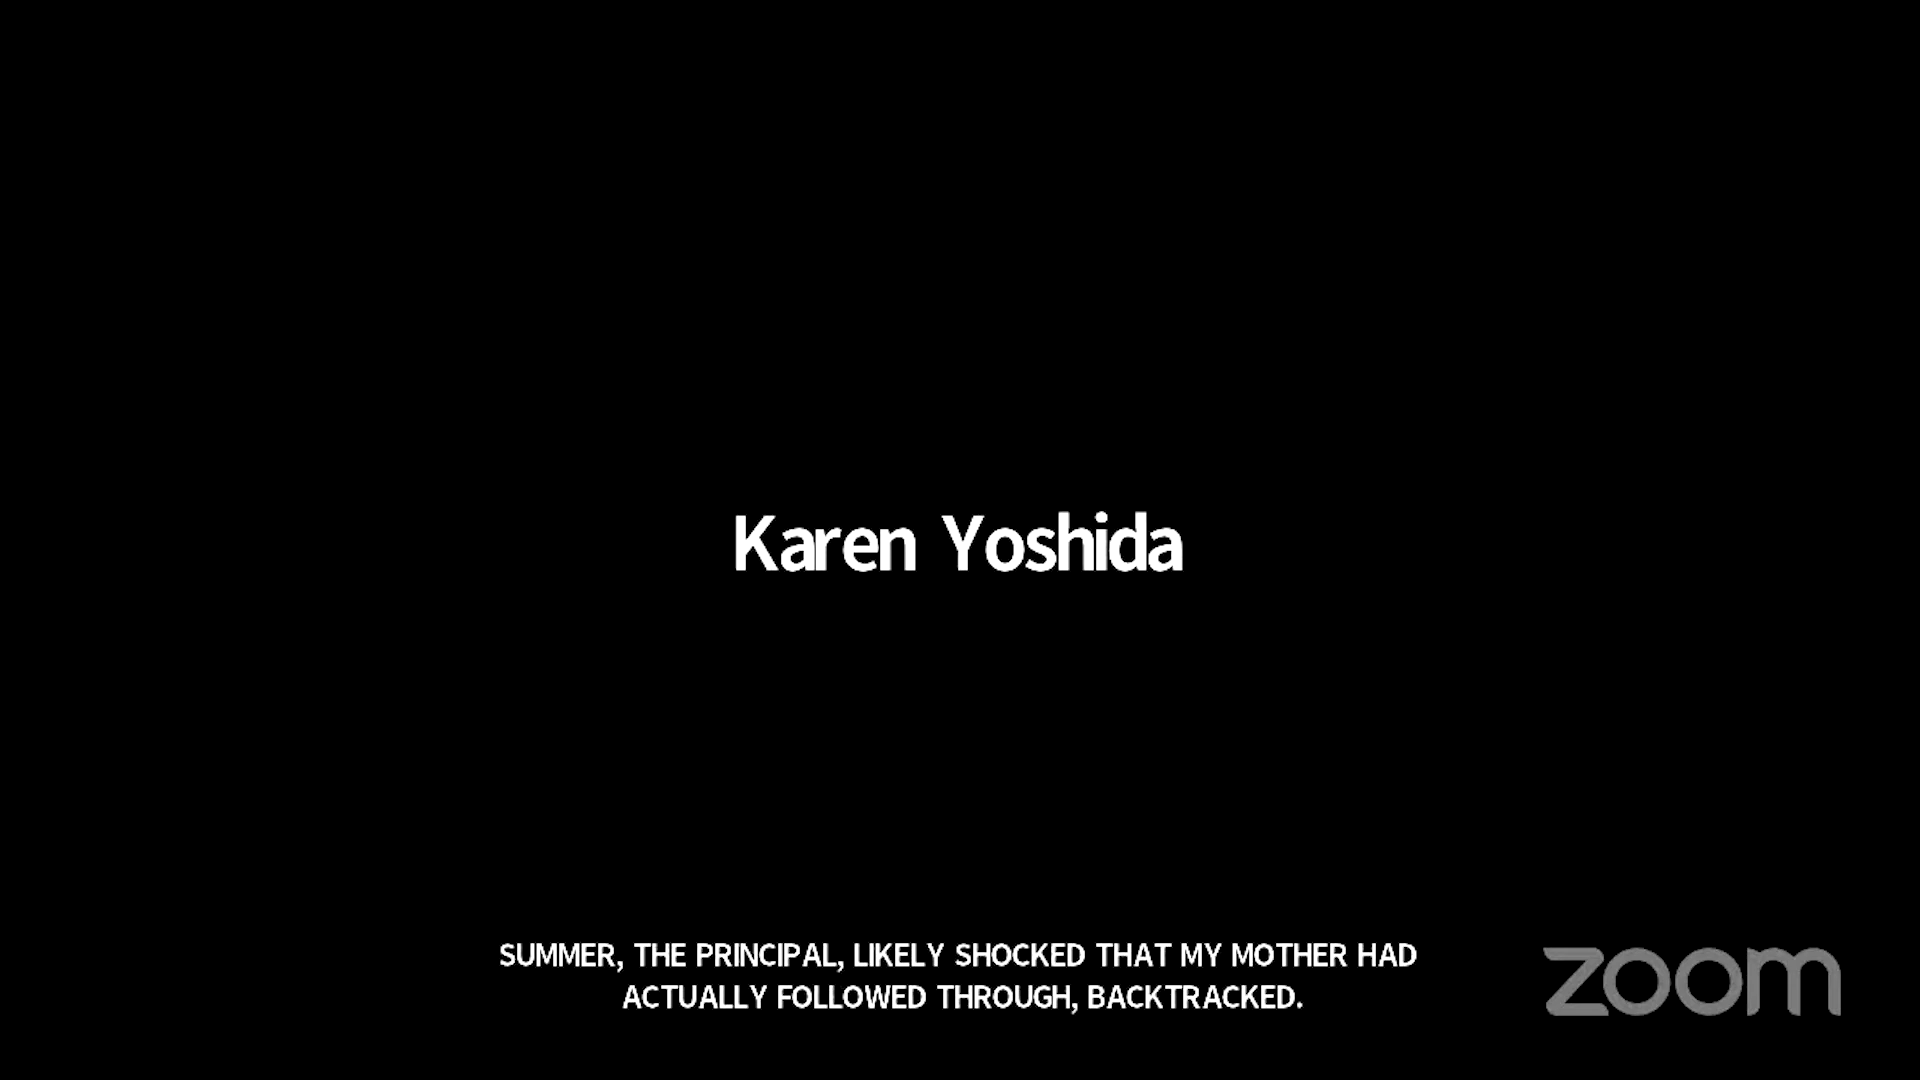 Karen Yoshida
SUMMER, THE PRINCIPAL, LIKELY SHOCKED THAT MY MOTHER HAD
ACTUALLY FOLLOWED THROUGH, BACKTRACKED.
zoom